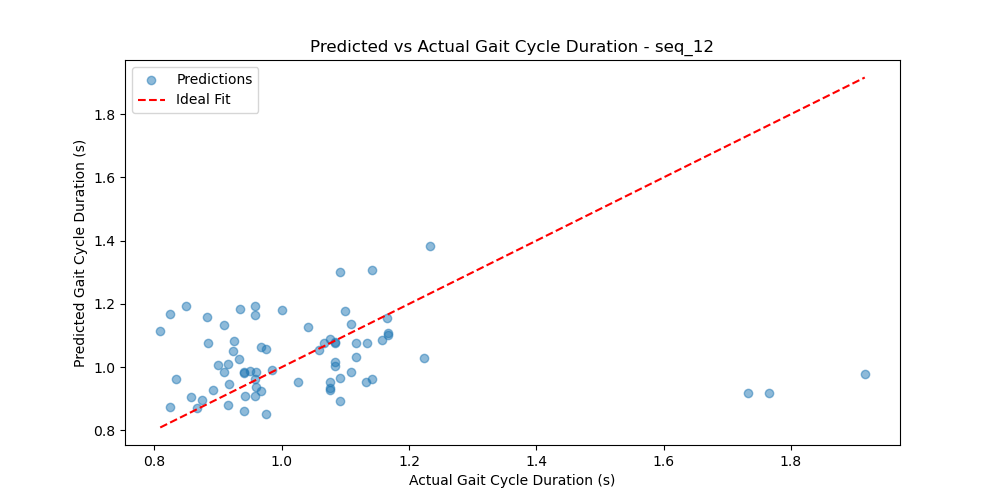 Predicted vs Actual Gait Cycle Duration - seq_12
Predictions
Ideal Fit
Predicted Gait Cycle Duration (s)
1.8
1.6
1.4
1.2
1.0
0.8
0.8 1.0 1.2 1.4 1.6 1.8
Actual Gait Cycle Duration (s)